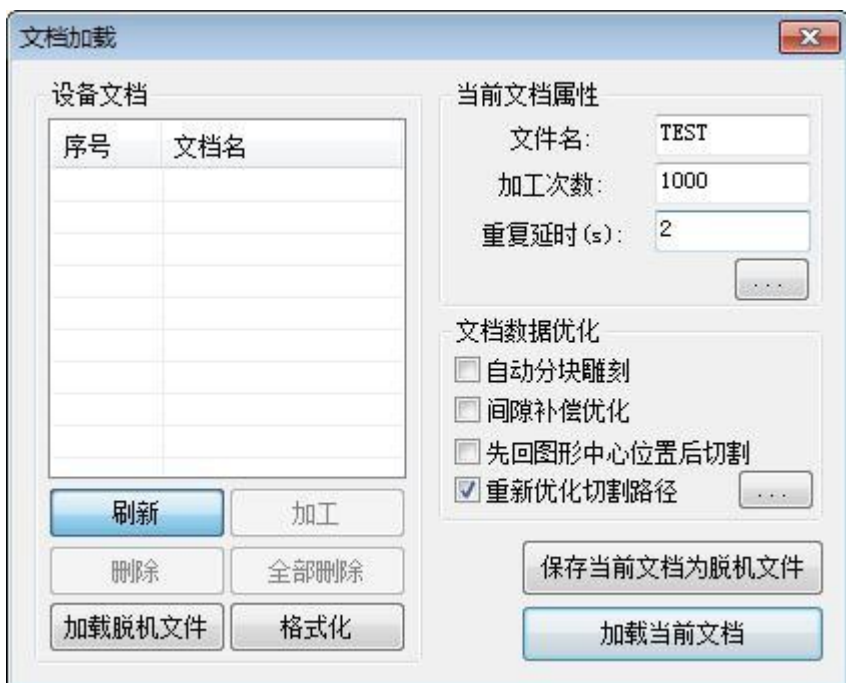 文档加载
设备文档
序号 文档名
刷新 加工
删除 全部删除
加载脱机文件 格式化
当前文档属性
文件名: TEST
加工次数: 1000
重复延时(s): 2
...
文档数据优化
自动分块雕刻
间隙补偿优化
先回图形中心位置后切割
重新优化切割路径 ...
保存当前文档为脱机文件
加载当前文档